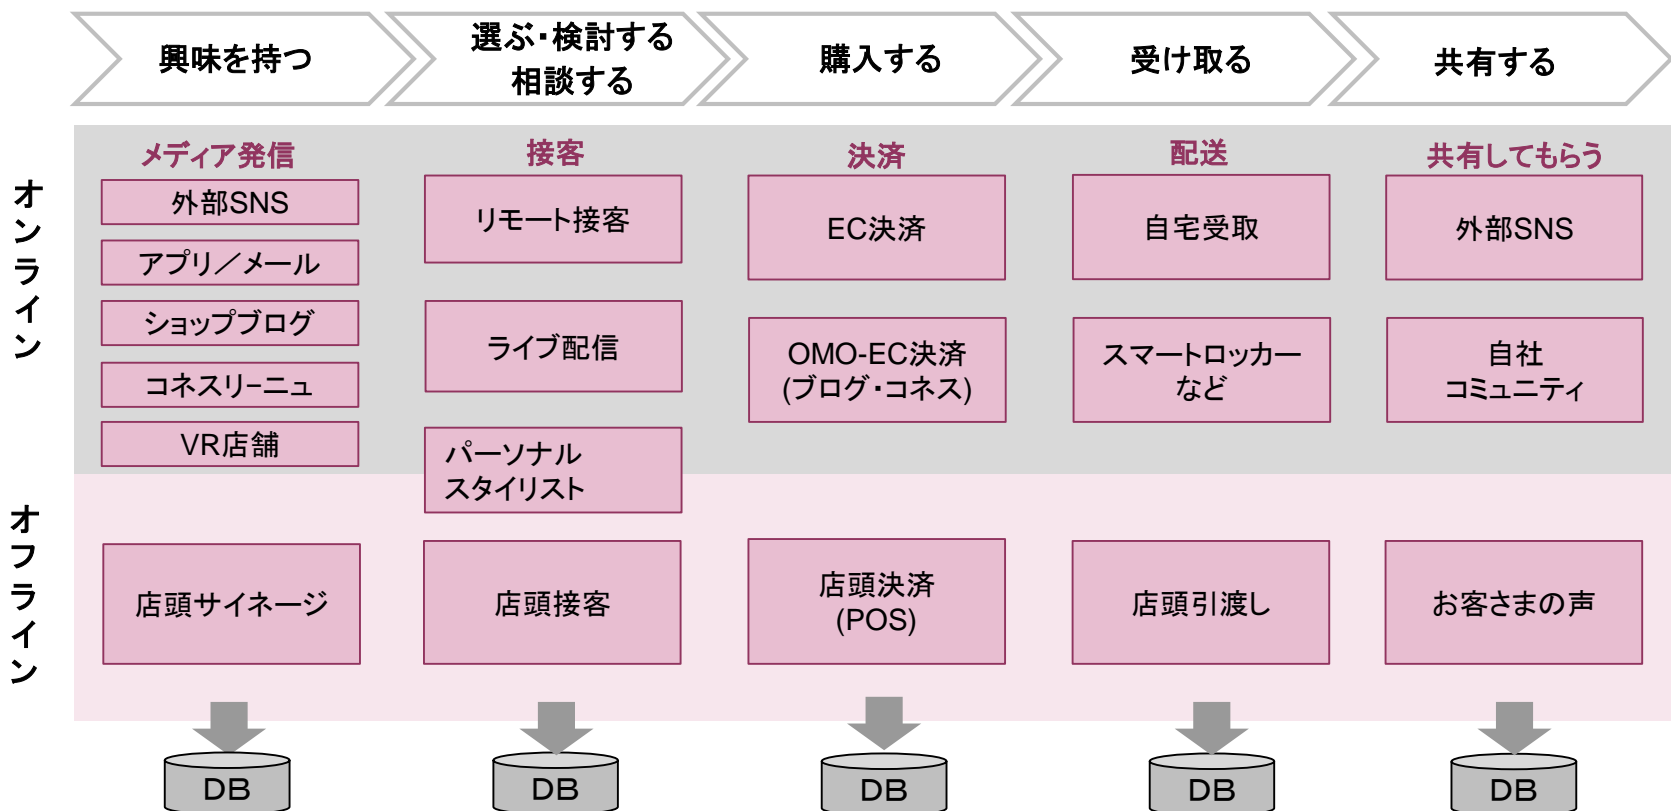 興味を持つ
選ぶ・検討する
相談する
購入する
受け取る
共有する
オンライン
メディア発信
外部SNS
アプリ／メール
ショップブログ
コネスリーニュ
VR店舗
接客
リモート接客
ライブ配信
パーソナル
スタイリスト
決済
EC決済
OMO-EC決済
(ブログ・コネス)
配送
自宅受取
スマートロッカー
など
共有してもらう
外部SNS
自社
コミュニティ
オフライン
店頭サイネージ
店頭接客
店頭決済
(POS)
店頭引渡し
お客さまの声
DB
DB
DB
DB
DB